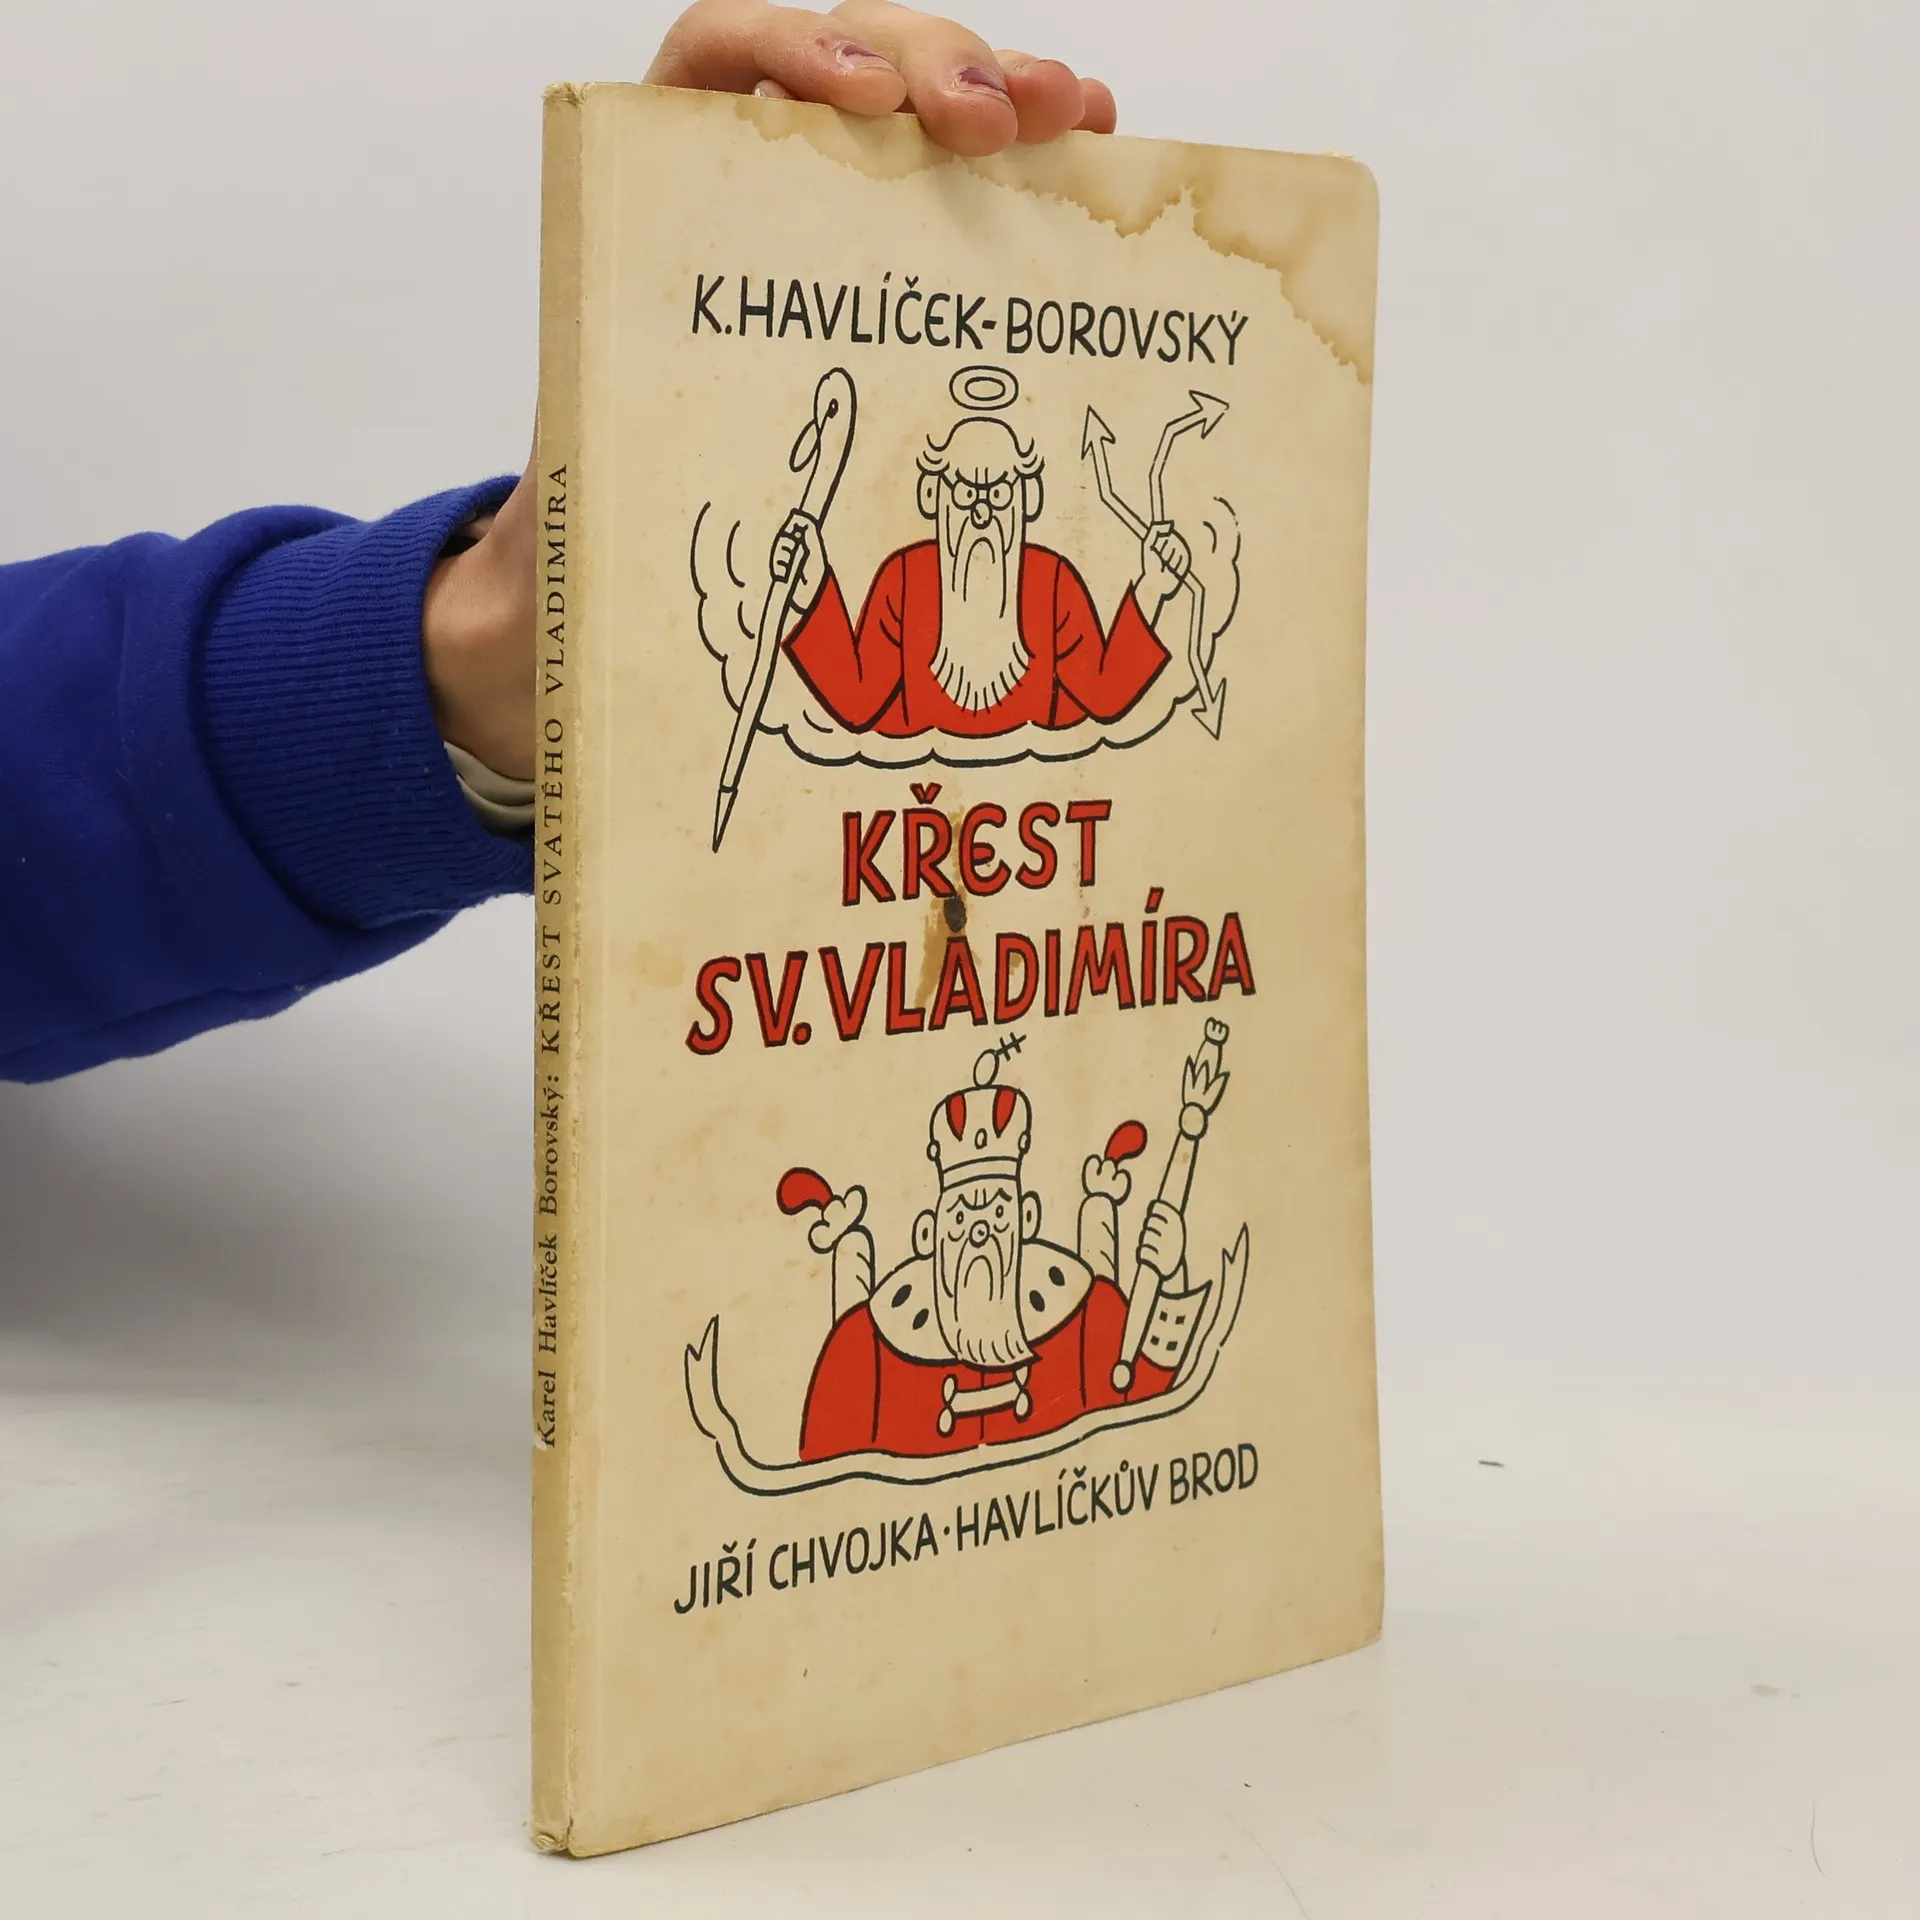 K. HAVLÍČEK-BOROVSKÝ
KŘEST
SV. VLADIMÍRA
JIŘÍ CHVOJKA · HAVLÍČKŮV BROD
Karel Havlíček Borovský: KŘEST SVATÉHO VLADIMÍRA